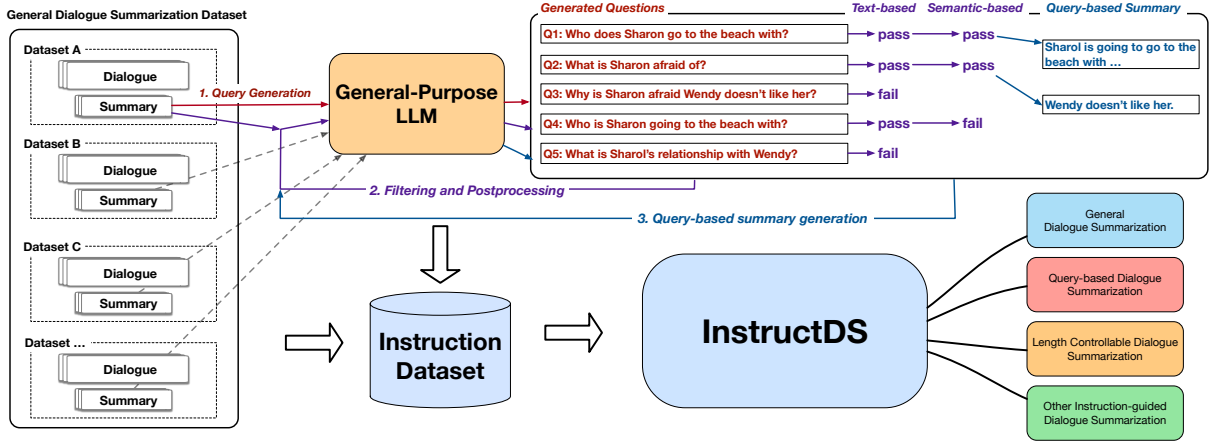 General Dialogue Summarization Dataset
Dataset A
Dialogue
Summary
Dataset B
Dialogue
Summary
Dataset C
Dialogue
Summary
Dataset ...
Dialogue
Summary
1. Query Generation
General-Purpose
LLM
2. Filtering and Postprocessing
3. Query-based summary generation
Generated Questions
Text-based
Semantic-based
Query-based Summary
Q1: Who does Sharon go to the beach with?
pass
pass
Sharol is going to go to the
beach with ...
Q2: What is Sharon afraid of?
pass
pass
Wendy doesn't like her.
Q3: Why is Sharon afraid Wendy doesn't like her?
fail
Q4: Who is Sharon going to the beach with?
pass
fail
Q5: What is Sharol's relationship with Wendy?
fail
Instruction
Dataset
InstructDS
General
Dialogue Summarization
Query-based Dialogue
Summarization
Length Controllable Dialogue
Summarization
Other Instruction-guided
Dialogue Summarization